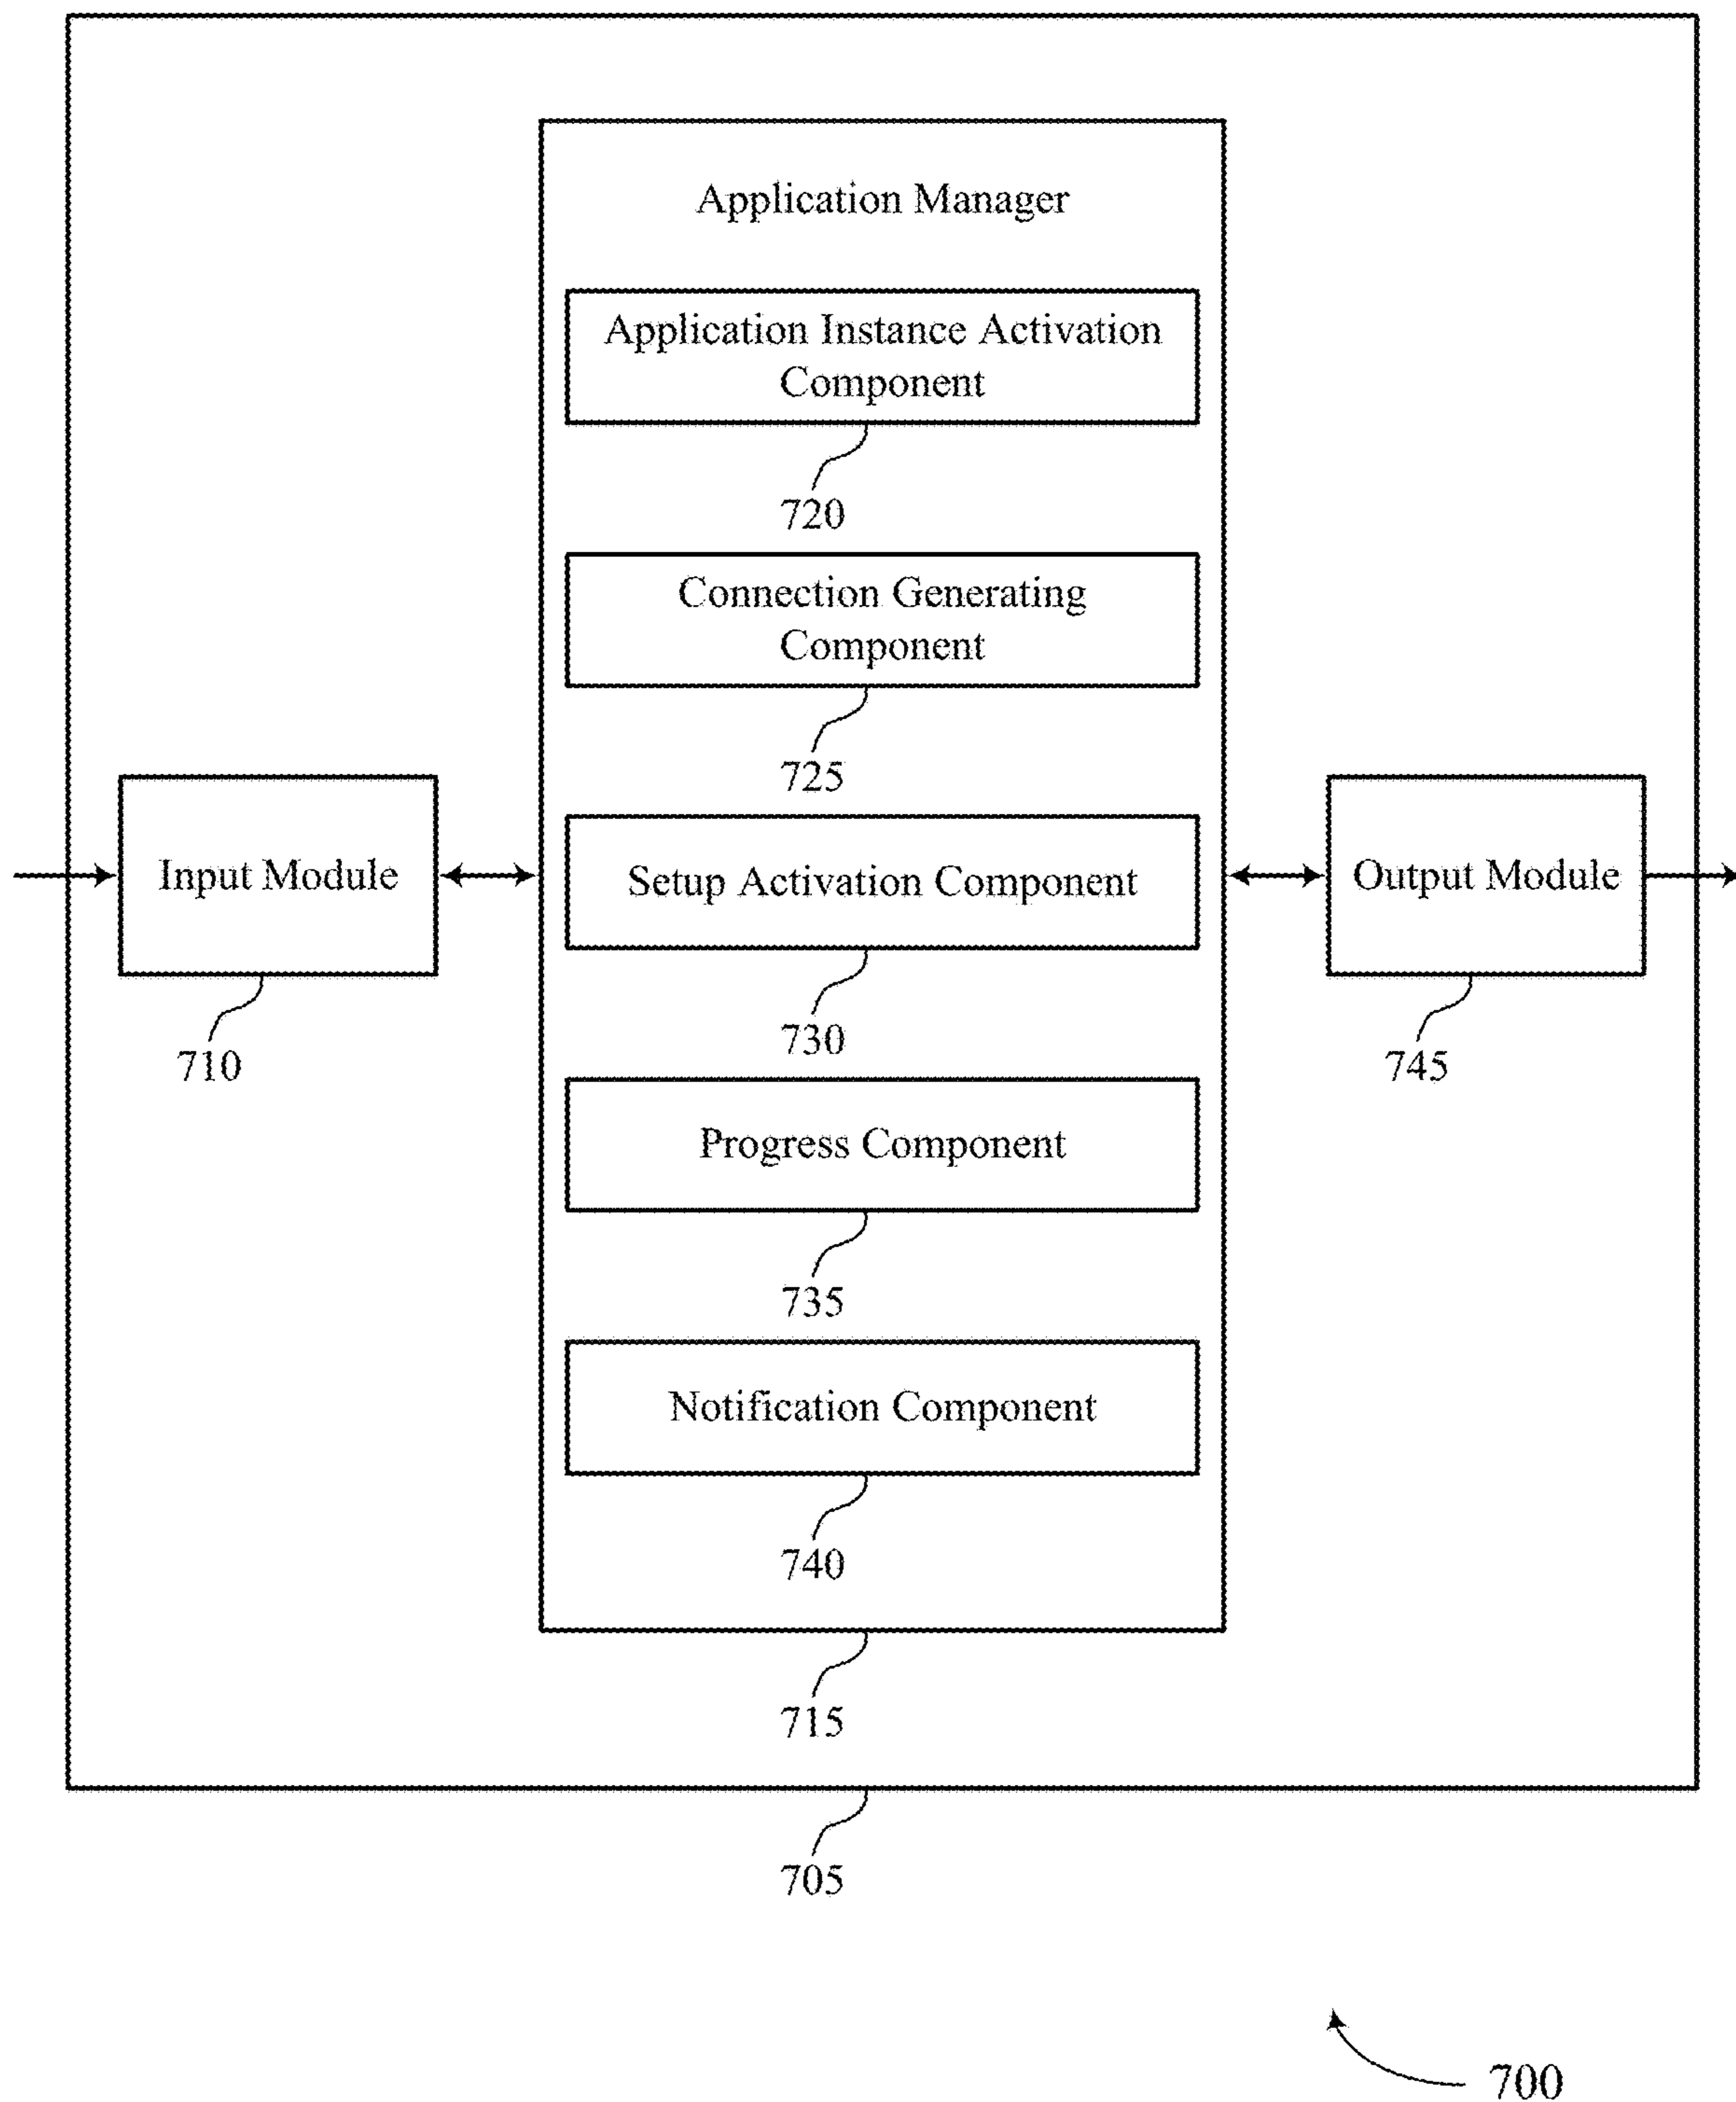 Application Manager
Application Instance Activation
Component
720
Connection Generating
Component
725
Input Module
710
Setup Activation Component
730
Output Module
745
Progress Component
735
Notification Component
740
715
705
700